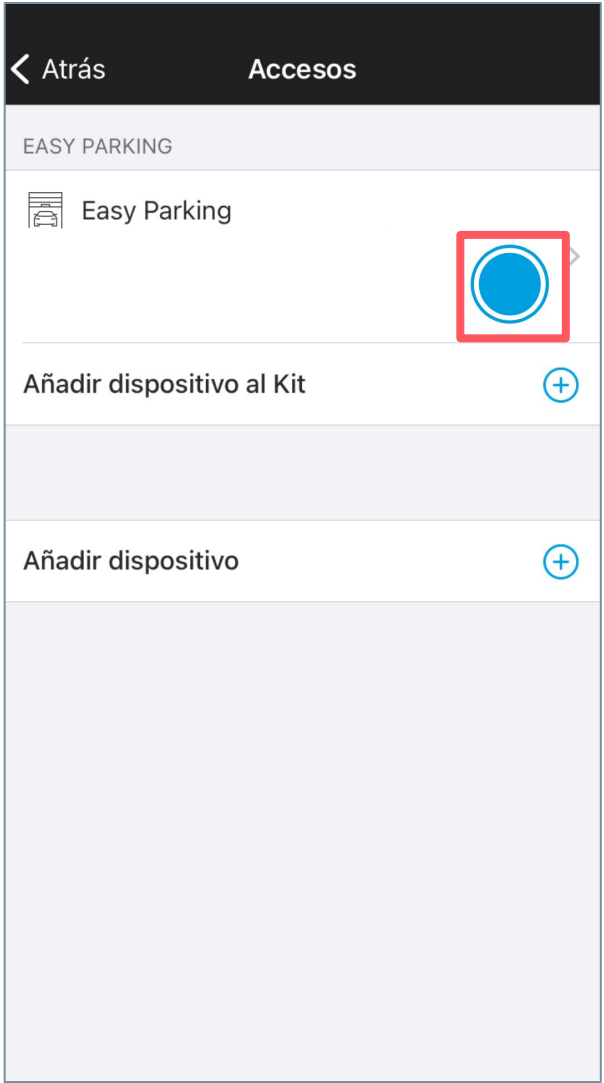 Atrás
Accesos
EASY PARKING
Easy Parking
Añadir dispositivo al Kit
Añadir dispositivo